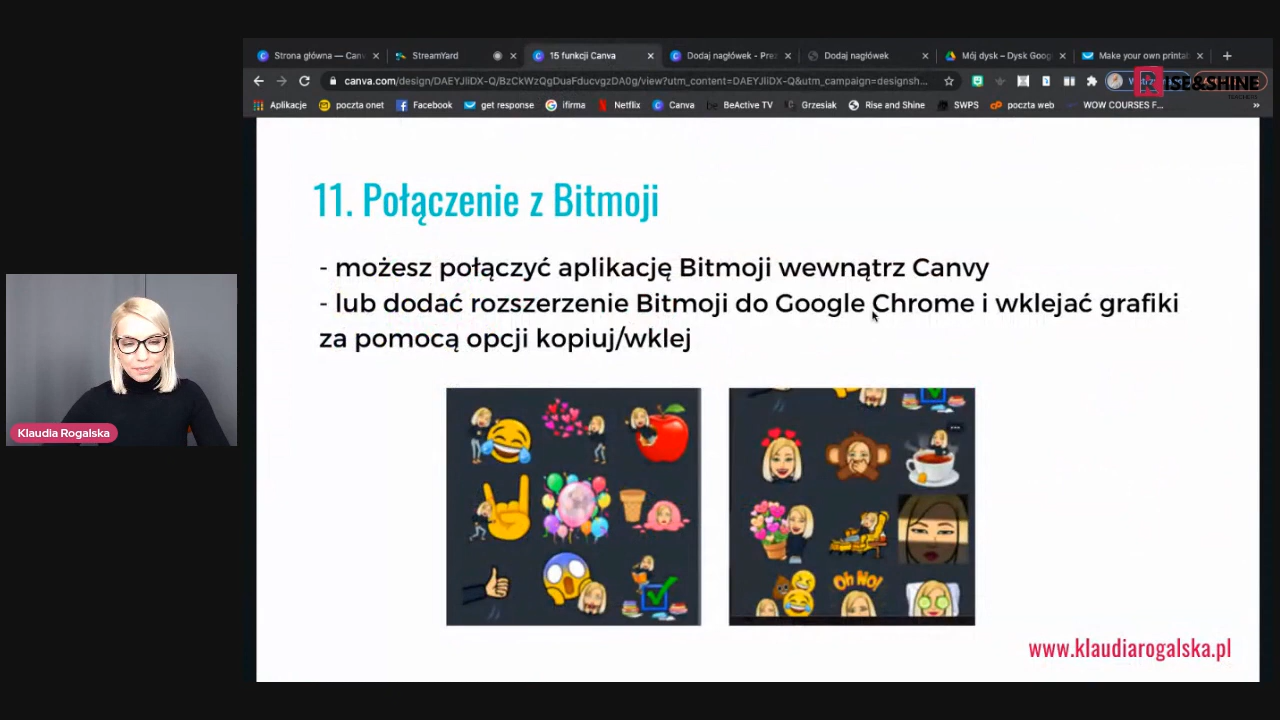 Strona główna — Can
StreamYard
15 funkcji Canva
Dodaj nagłówek - Pre
Dodaj nagłówek
Mój dysk – Dysk Goog
Make your own printa
canva.com/design/DAEYJliDX-Q/BzCkWzQgDuaFducvgzDA0g/view?utm_content=DAEYJliDX-Q&utm_campaign=designsh...
RISE&SHINE
Aplikacje
poczta onet
Facebook
get response
ifirma
Netflix
Canva
BeActive TV
Grzesiak
Rise and Shine
SWPS
poczta web
WOW COURSES F...
11. Połączenie z Bitmoji
- możesz połączyć aplikację Bitmoji wewnątrz Canvy
- lub dodać rozszerzenie Bitmoji do Google Chrome i wklejać grafiki
za pomocą opcji kopiuj/wklej
Klaudia Rogalska
Oh No!
www.klaudiarogalska.pl